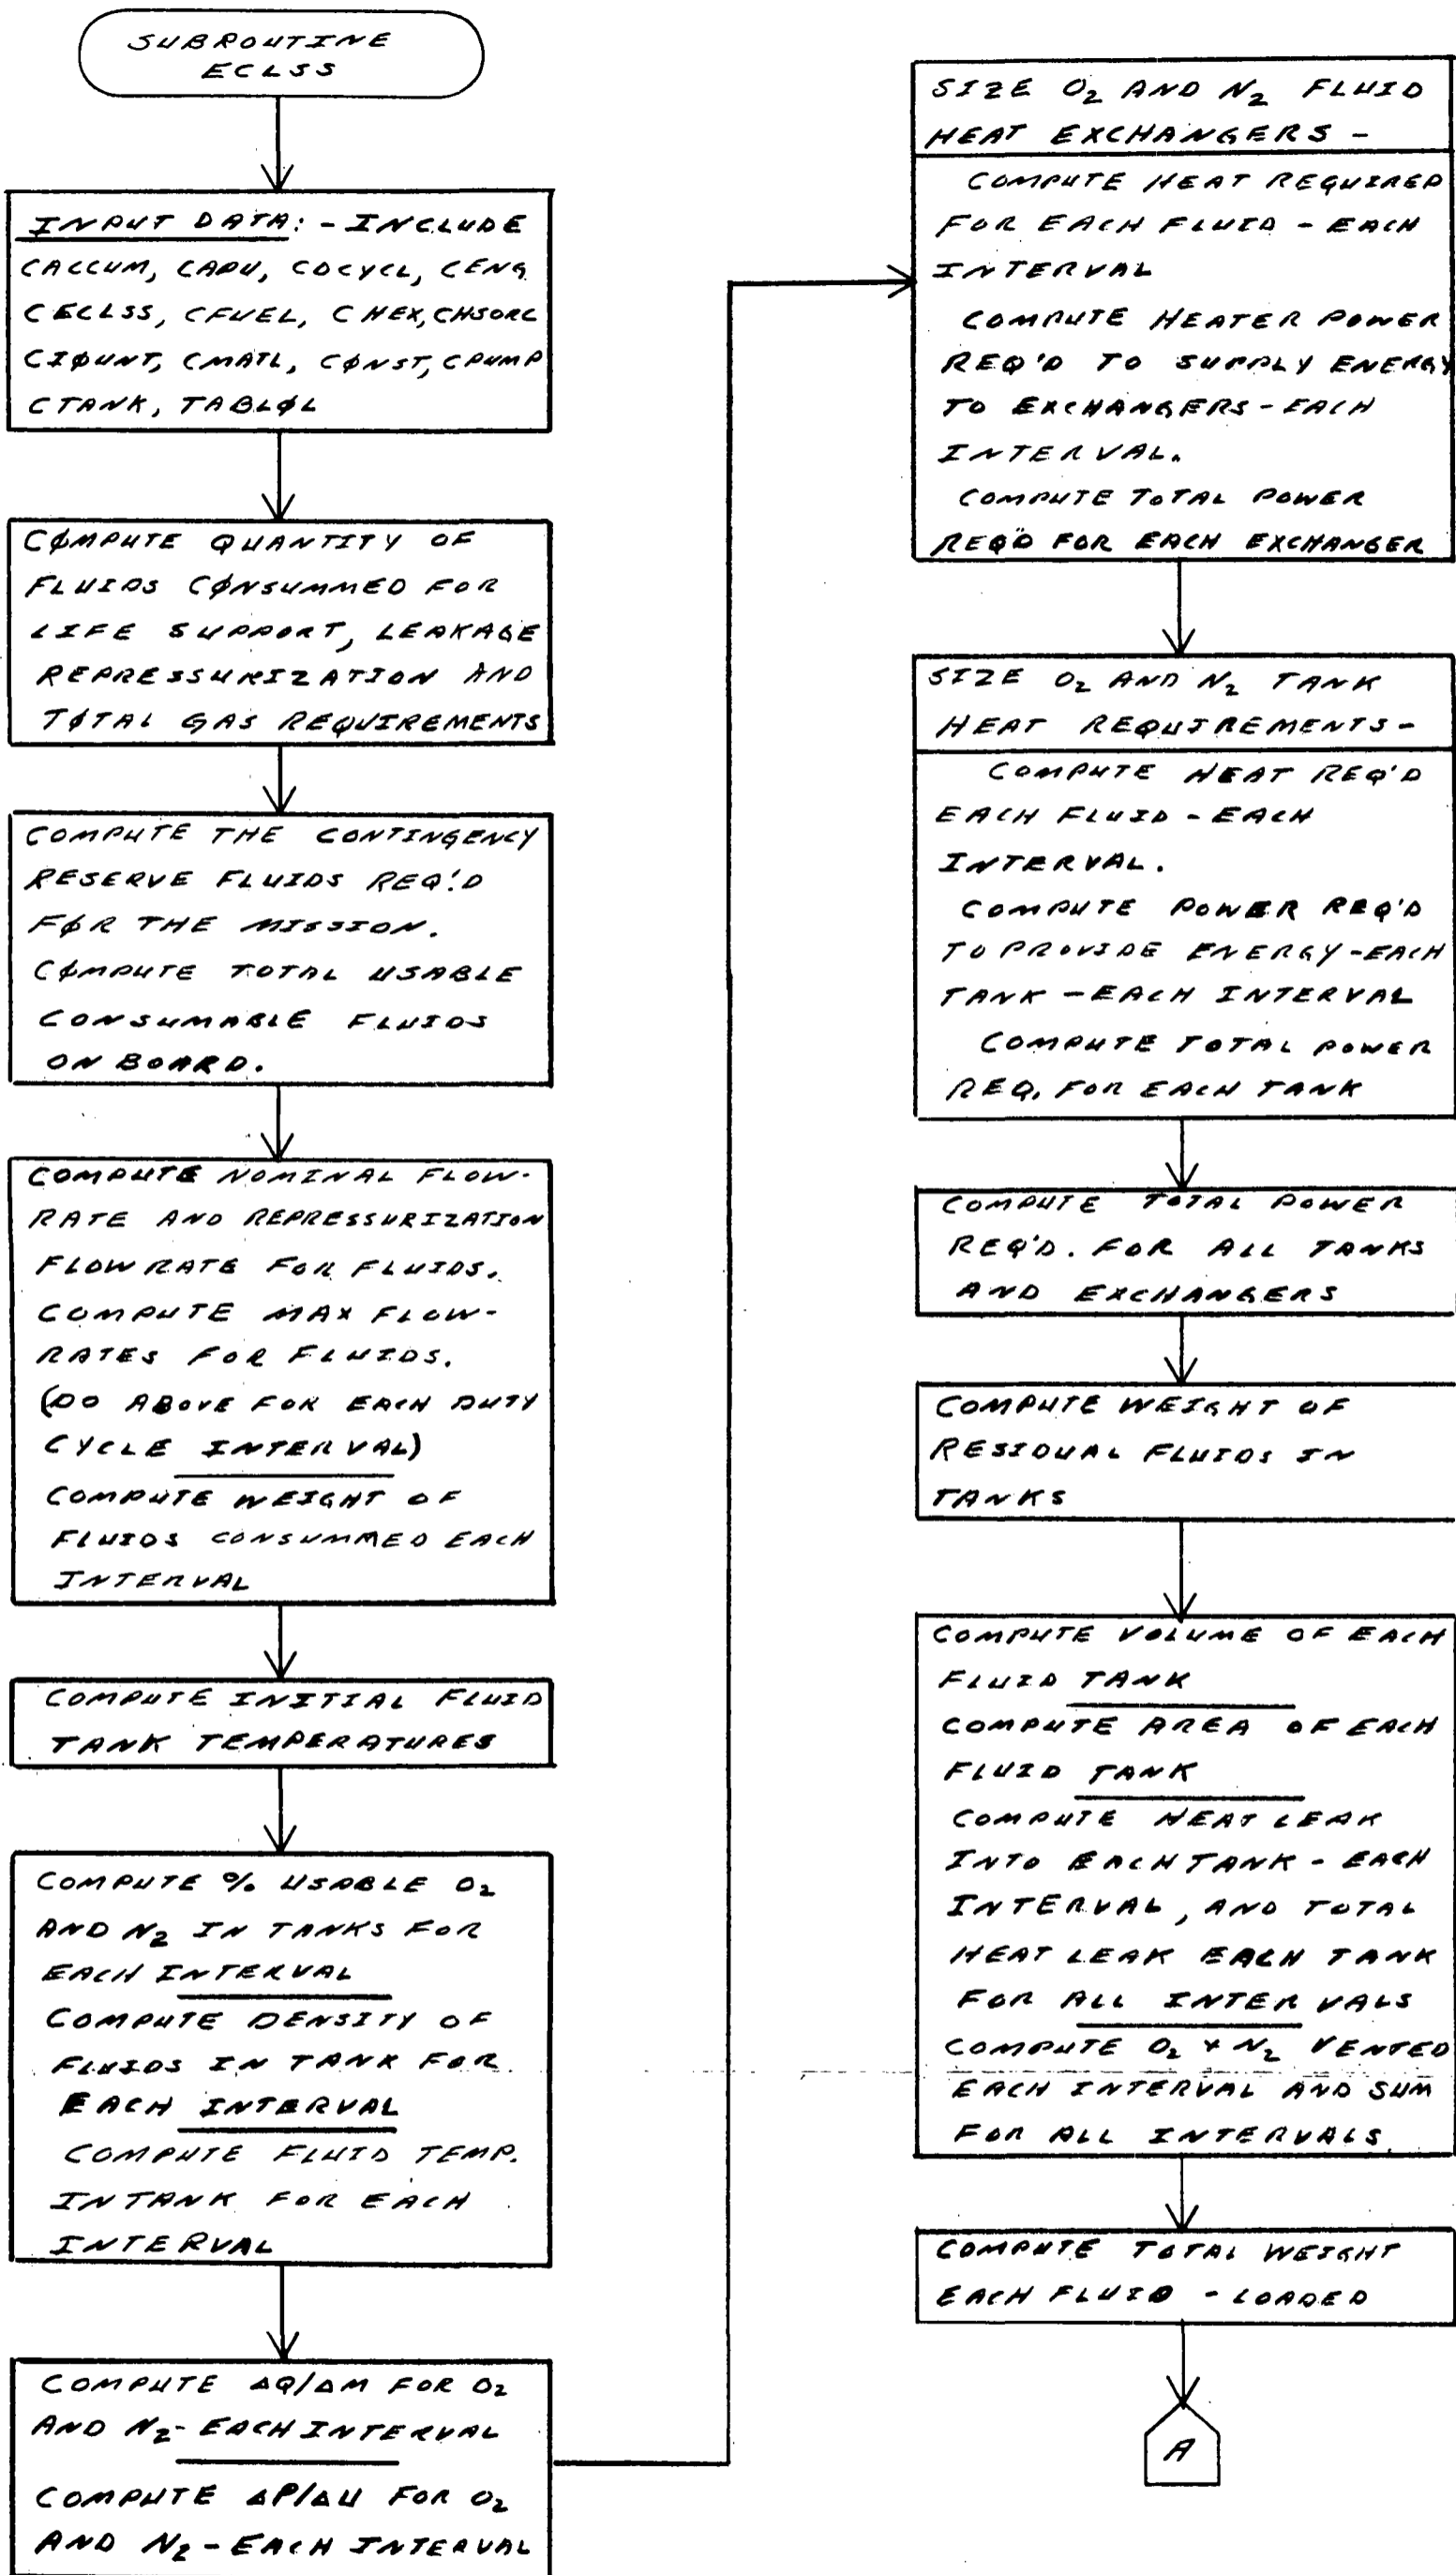 SUBROUTINE
ECLSS
INPUT DATA: - INCLUDE
CACCUM, CAPU, CDCYCL, CENG
CECLSS, CFUEL, CHEX, CHSORC
CIØUNT, CMATL, CØNST, CPUMP
CTANK, TABLØL
CØMPUTE QUANTITY OF
FLUIDS CØNSUMMED FOR
LIFE SUPPORT, LEAKAGE
REPRESSURIZATION AND
TØTAL GAS REQUIREMENTS
COMPUTE THE CONTINGENCY
RESERVE FLUIDS REQ'D
FØR THE MISSION.
CØMPUTE TOTAL USABLE
CONSUMABLE FLUIDS
ON BOARD.
COMPUTE NOMINAL FLOW-
RATE AND REPRESSURIZATION
FLOWRATE FOR FLUIDS.
COMPUTE MAX FLOW-
RATES FOR FLUIDS.
(DO ABOVE FOR EACH DUTY
CYCLE INTERVAL)
COMPUTE WEIGHT OF
FLUIDS CONSUMMED EACH
INTERVAL
COMPUTE INITIAL FLUID
TANK TEMPERATURES
COMPUTE % USABLE O₂
AND N₂ IN TANKS FOR
EACH INTERVAL
COMPUTE DENSITY OF
FLUIDS IN TANK FOR
EACH INTERVAL
COMPUTE FLUID TEMP.
IN TANK FOR EACH
INTERVAL
COMPUTE ΔQ/ΔM FOR O₂
AND N₂ - EACH INTERVAL
COMPUTE ΔP/ΔU FOR O₂
AND N₂ - EACH INTERVAL
SIZE O₂ AND N₂ FLUID
HEAT EXCHANGERS -
COMPUTE HEAT REQUIRED
FOR EACH FLUID - EACH
INTERVAL
COMPUTE HEATER POWER
REQ'D TO SUPPLY ENERGY
TO EXCHANGERS - EACH
INTERVAL.
COMPUTE TOTAL POWER
REQ'D FOR EACH EXCHANGER
SIZE O₂ AND N₂ TANK
HEAT REQUIREMENTS -
COMPUTE HEAT REQ'D
EACH FLUID - EACH
INTERVAL.
COMPUTE POWER REQ'D
TO PROVIDE ENERGY - EACH
TANK - EACH INTERVAL
COMPUTE TOTAL POWER
REQ. FOR EACH TANK
COMPUTE TOTAL POWER
REQ'D. FOR ALL TANKS
AND EXCHANGERS
COMPUTE WEIGHT OF
RESIDUAL FLUIDS IN
TANKS
COMPUTE VOLUME OF EACH
FLUID TANK
COMPUTE AREA OF EACH
FLUID TANK
COMPUTE HEAT LEAK
INTO EACH TANK - EACH
INTERVAL, AND TOTAL
HEAT LEAK EACH TANK
FOR ALL INTERVALS
COMPUTE O₂ + N₂ VENTED
EACH INTERVAL AND SUM
FOR ALL INTERVALS
COMPUTE TOTAL WEIGHT
EACH FLUID - LOADED
A